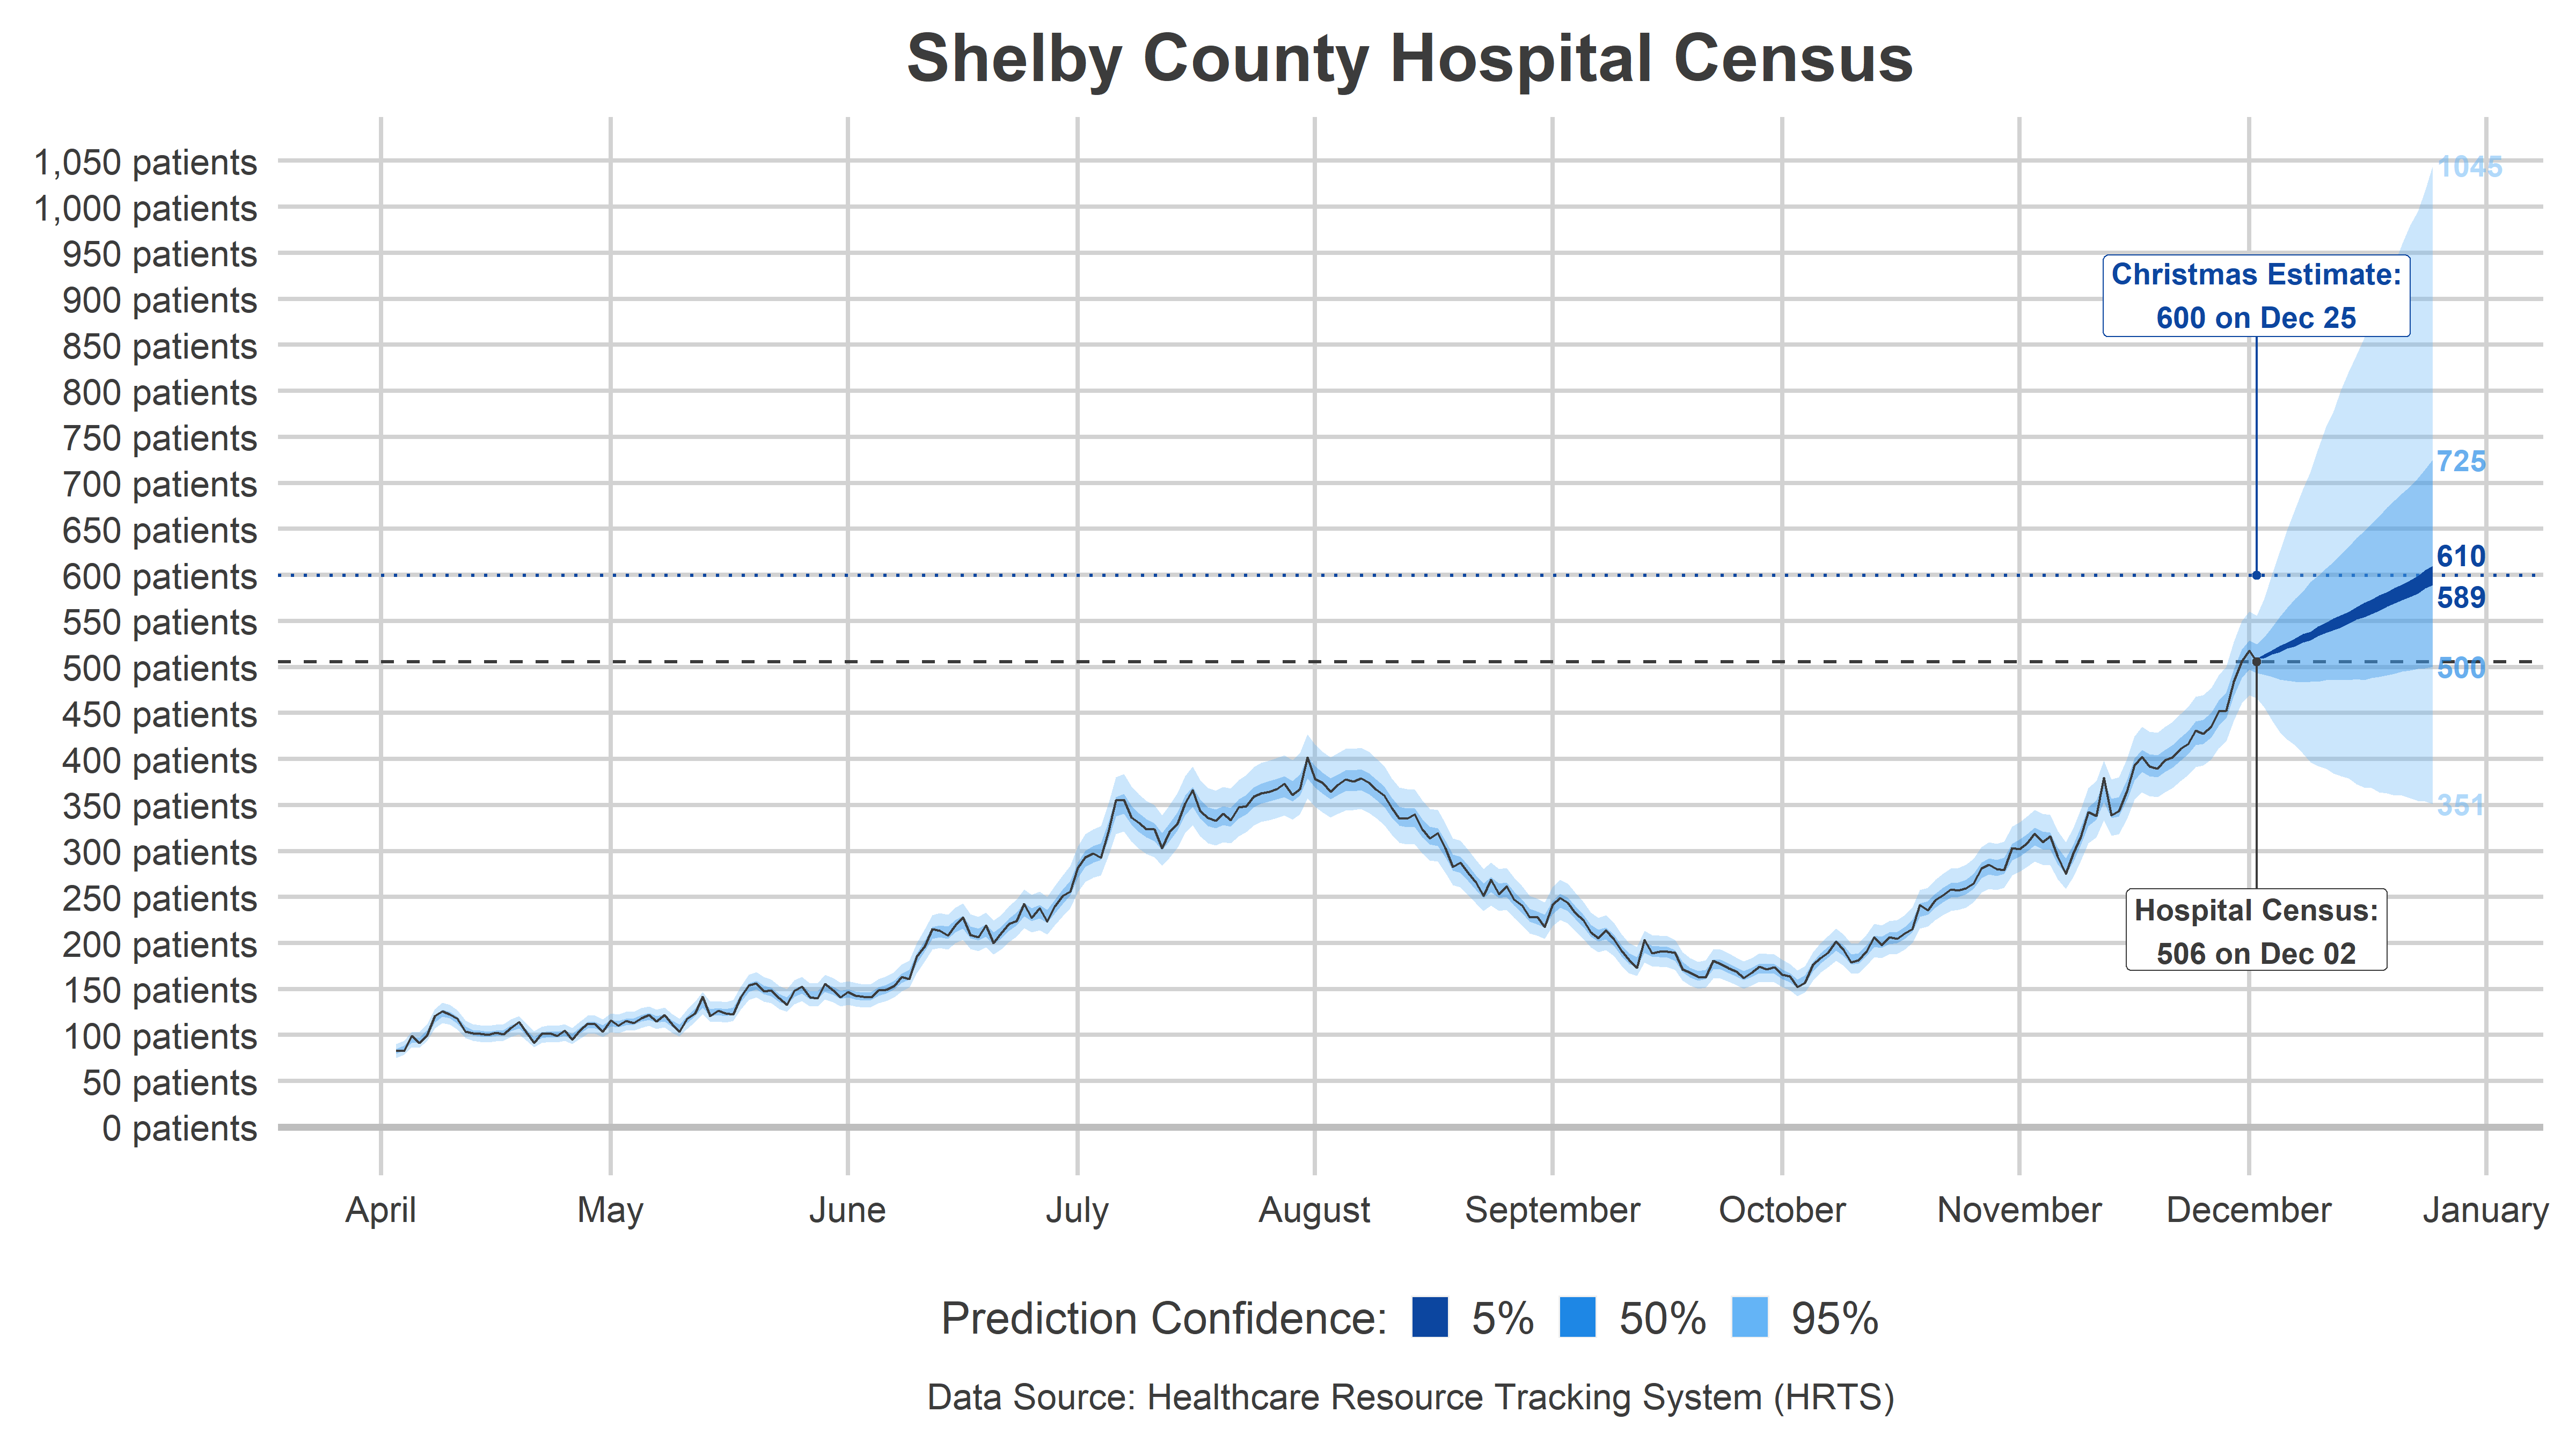 Shelby County Hospital Census
1,050 patients
1,000 patients
950 patients
900 patients
850 patients
800 patients
750 patients
700 patients
650 patients
600 patients
550 patients
500 patients
450 patients
400 patients
350 patients
300 patients
250 patients
200 patients
150 patients
100 patients
50 patients
0 patients
1045
Christmas Estimate:
600 on Dec 25
725
610
589
500
351
Hospital Census:
506 on Dec 02
April May June July August September October November December January
Prediction Confidence: 5% 50% 95%
Data Source: Healthcare Resource Tracking System (HRTS)